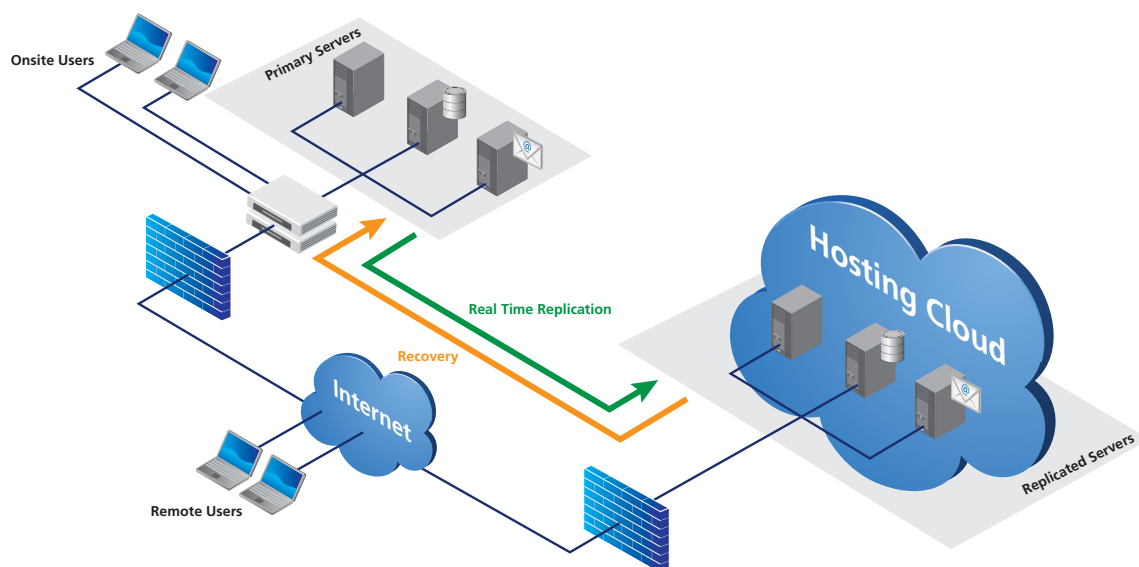 Onsite Users
Primary Servers
@
Hosting Cloud
Real Time Replication
Recovery
Internet
@
Remote Users
Replicated Servers